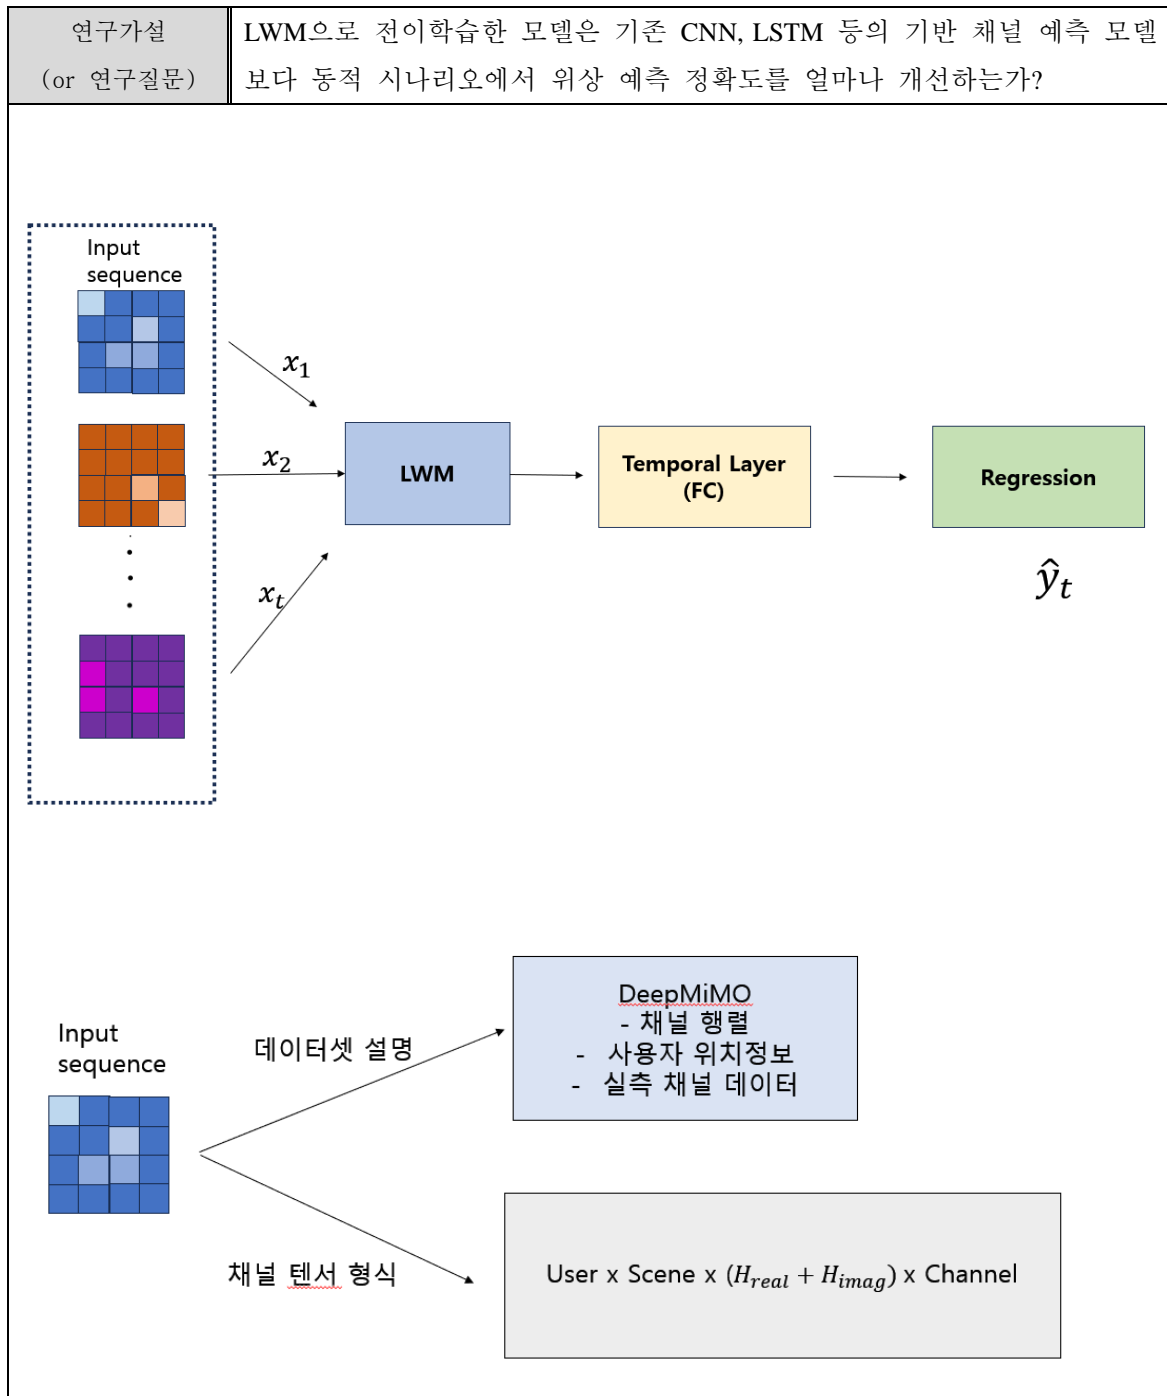 연구가설
(or 연구질문)
LWM으로 전이학습한 모델은 기존 CNN, LSTM 등의 기반 채널 예측 모델
보다 동적 시나리오에서 위상 예측 정확도를 얼마나 개선하는가?
Input
sequence
x₁
x₂
xₜ
LWM
Temporal Layer
(FC)
Regression
ŷₜ
Input
sequence
데이터셋 설명
DeepMiMO
- 채널 행렬
- 사용자 위치정보
- 실측 채널 데이터
채널 텐서 형식
User x Scene x (H_{real} + H_{imag}) x Channel